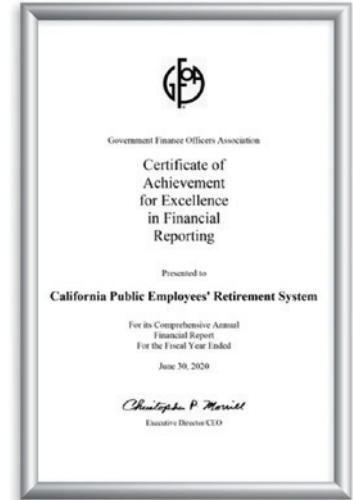 GFOA
Government Finance Officers Association
Certificate of
Achievement
for Excellence
in Financial
Reporting
Presented to
California Public Employees' Retirement System
For its Comprehensive Annual
Financial Report
For the Fiscal Year Ended
June 30, 2020
Christopher P. Morrill
Executive Director/CEO